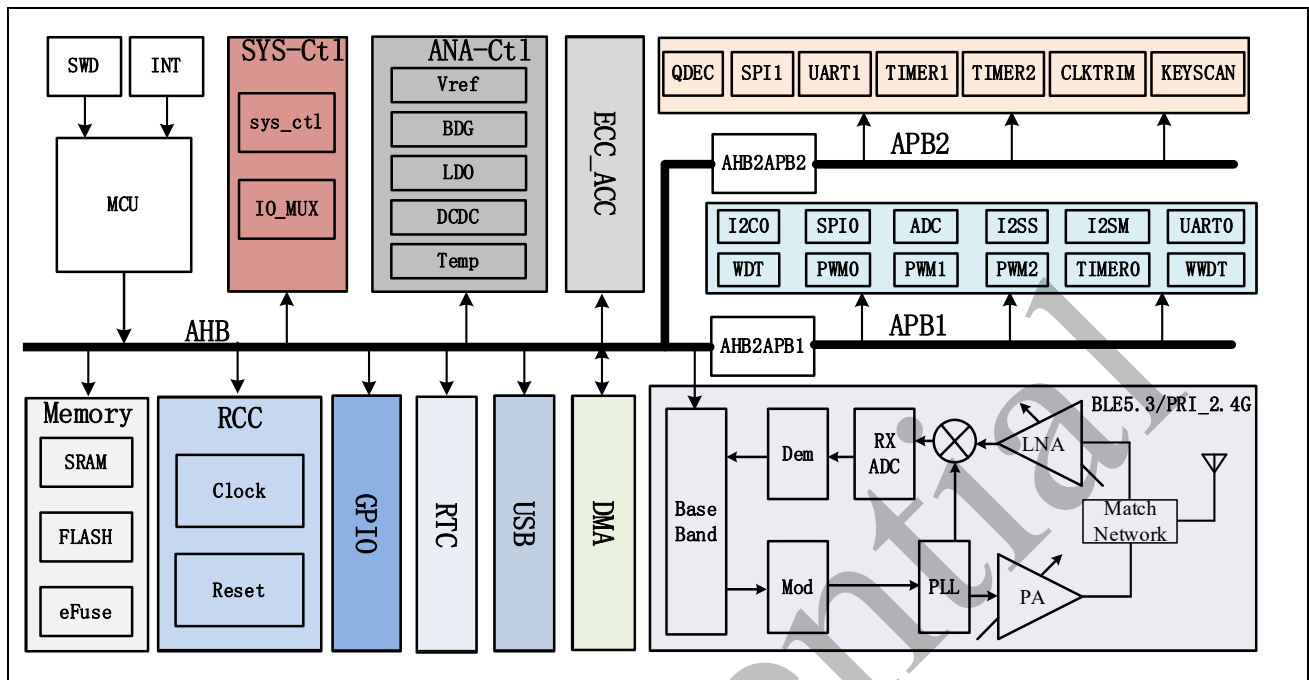 SWD
INT
MCU
SYS-Ctl
sys_ctl
IO_MUX
ANA-Ctl
Vref
BDG
LDO
DCDC
Temp
ECC_ACC
QDEC SPI1 UART1 TIMER1 TIMER2 CLKTRIM KEYSCAN
AHB2APB2
APB2
I2C0 SPI0 ADC I2SS I2SM UART0
WDT PWM0 PWM1 PWM2 TIMER0 WWDT
AHB
AHB2APB1
APB1
Memory
SRAM
FLASH
eFuse
RCC
Clock
Reset
GPIO
RTC
USB
DMA
BLE5.3/PRI_2.4G
Base
Band
Dem
RX
ADC
LNA
Match
Network
Mod
PLL
PA